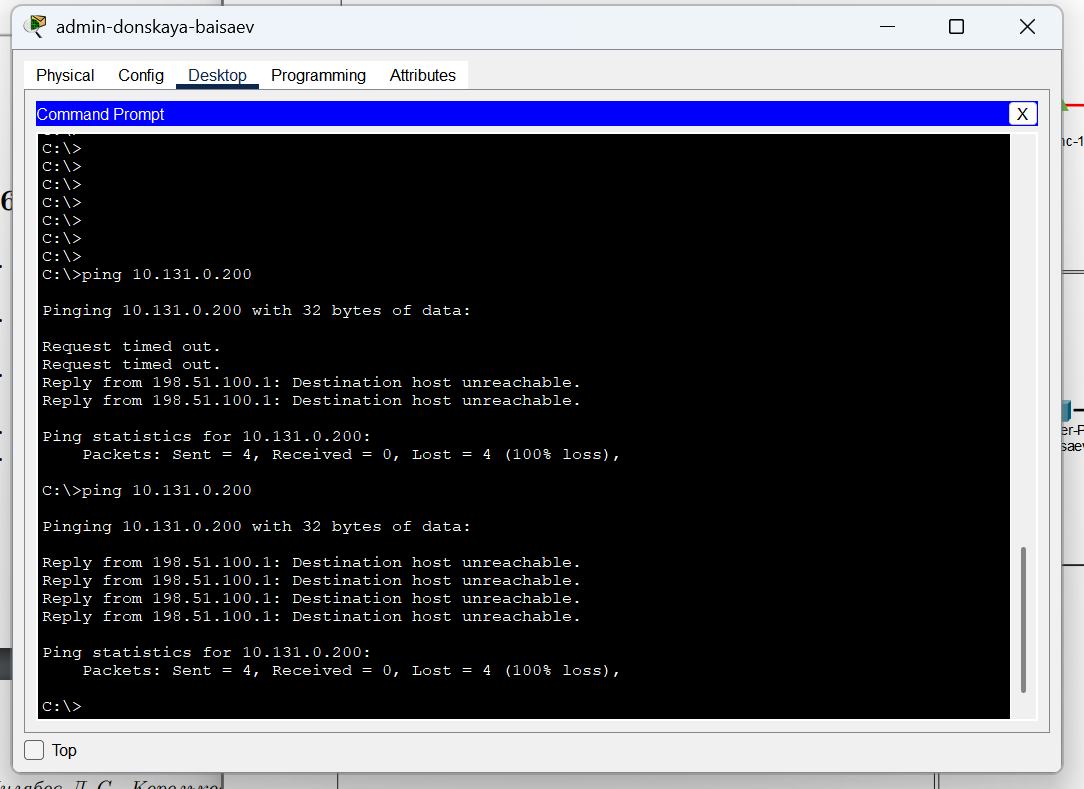 admin-donskaya-baisaev
Physical Config Desktop Programming Attributes
Command Prompt X
C:\>
C:\>
C:\>
C:\>
C:\>
C:\>
C:\>
C:\>ping 10.131.0.200
Pinging 10.131.0.200 with 32 bytes of data:
Request timed out.
Request timed out.
Reply from 198.51.100.1: Destination host unreachable.
Reply from 198.51.100.1: Destination host unreachable.
Ping statistics for 10.131.0.200:
Packets: Sent = 4, Received = 0, Lost = 4 (100% loss),
C:\>ping 10.131.0.200
Pinging 10.131.0.200 with 32 bytes of data:
Reply from 198.51.100.1: Destination host unreachable.
Reply from 198.51.100.1: Destination host unreachable.
Reply from 198.51.100.1: Destination host unreachable.
Reply from 198.51.100.1: Destination host unreachable.
Ping statistics for 10.131.0.200:
Packets: Sent = 4, Received = 0, Lost = 4 (100% loss),
C:\>
Top